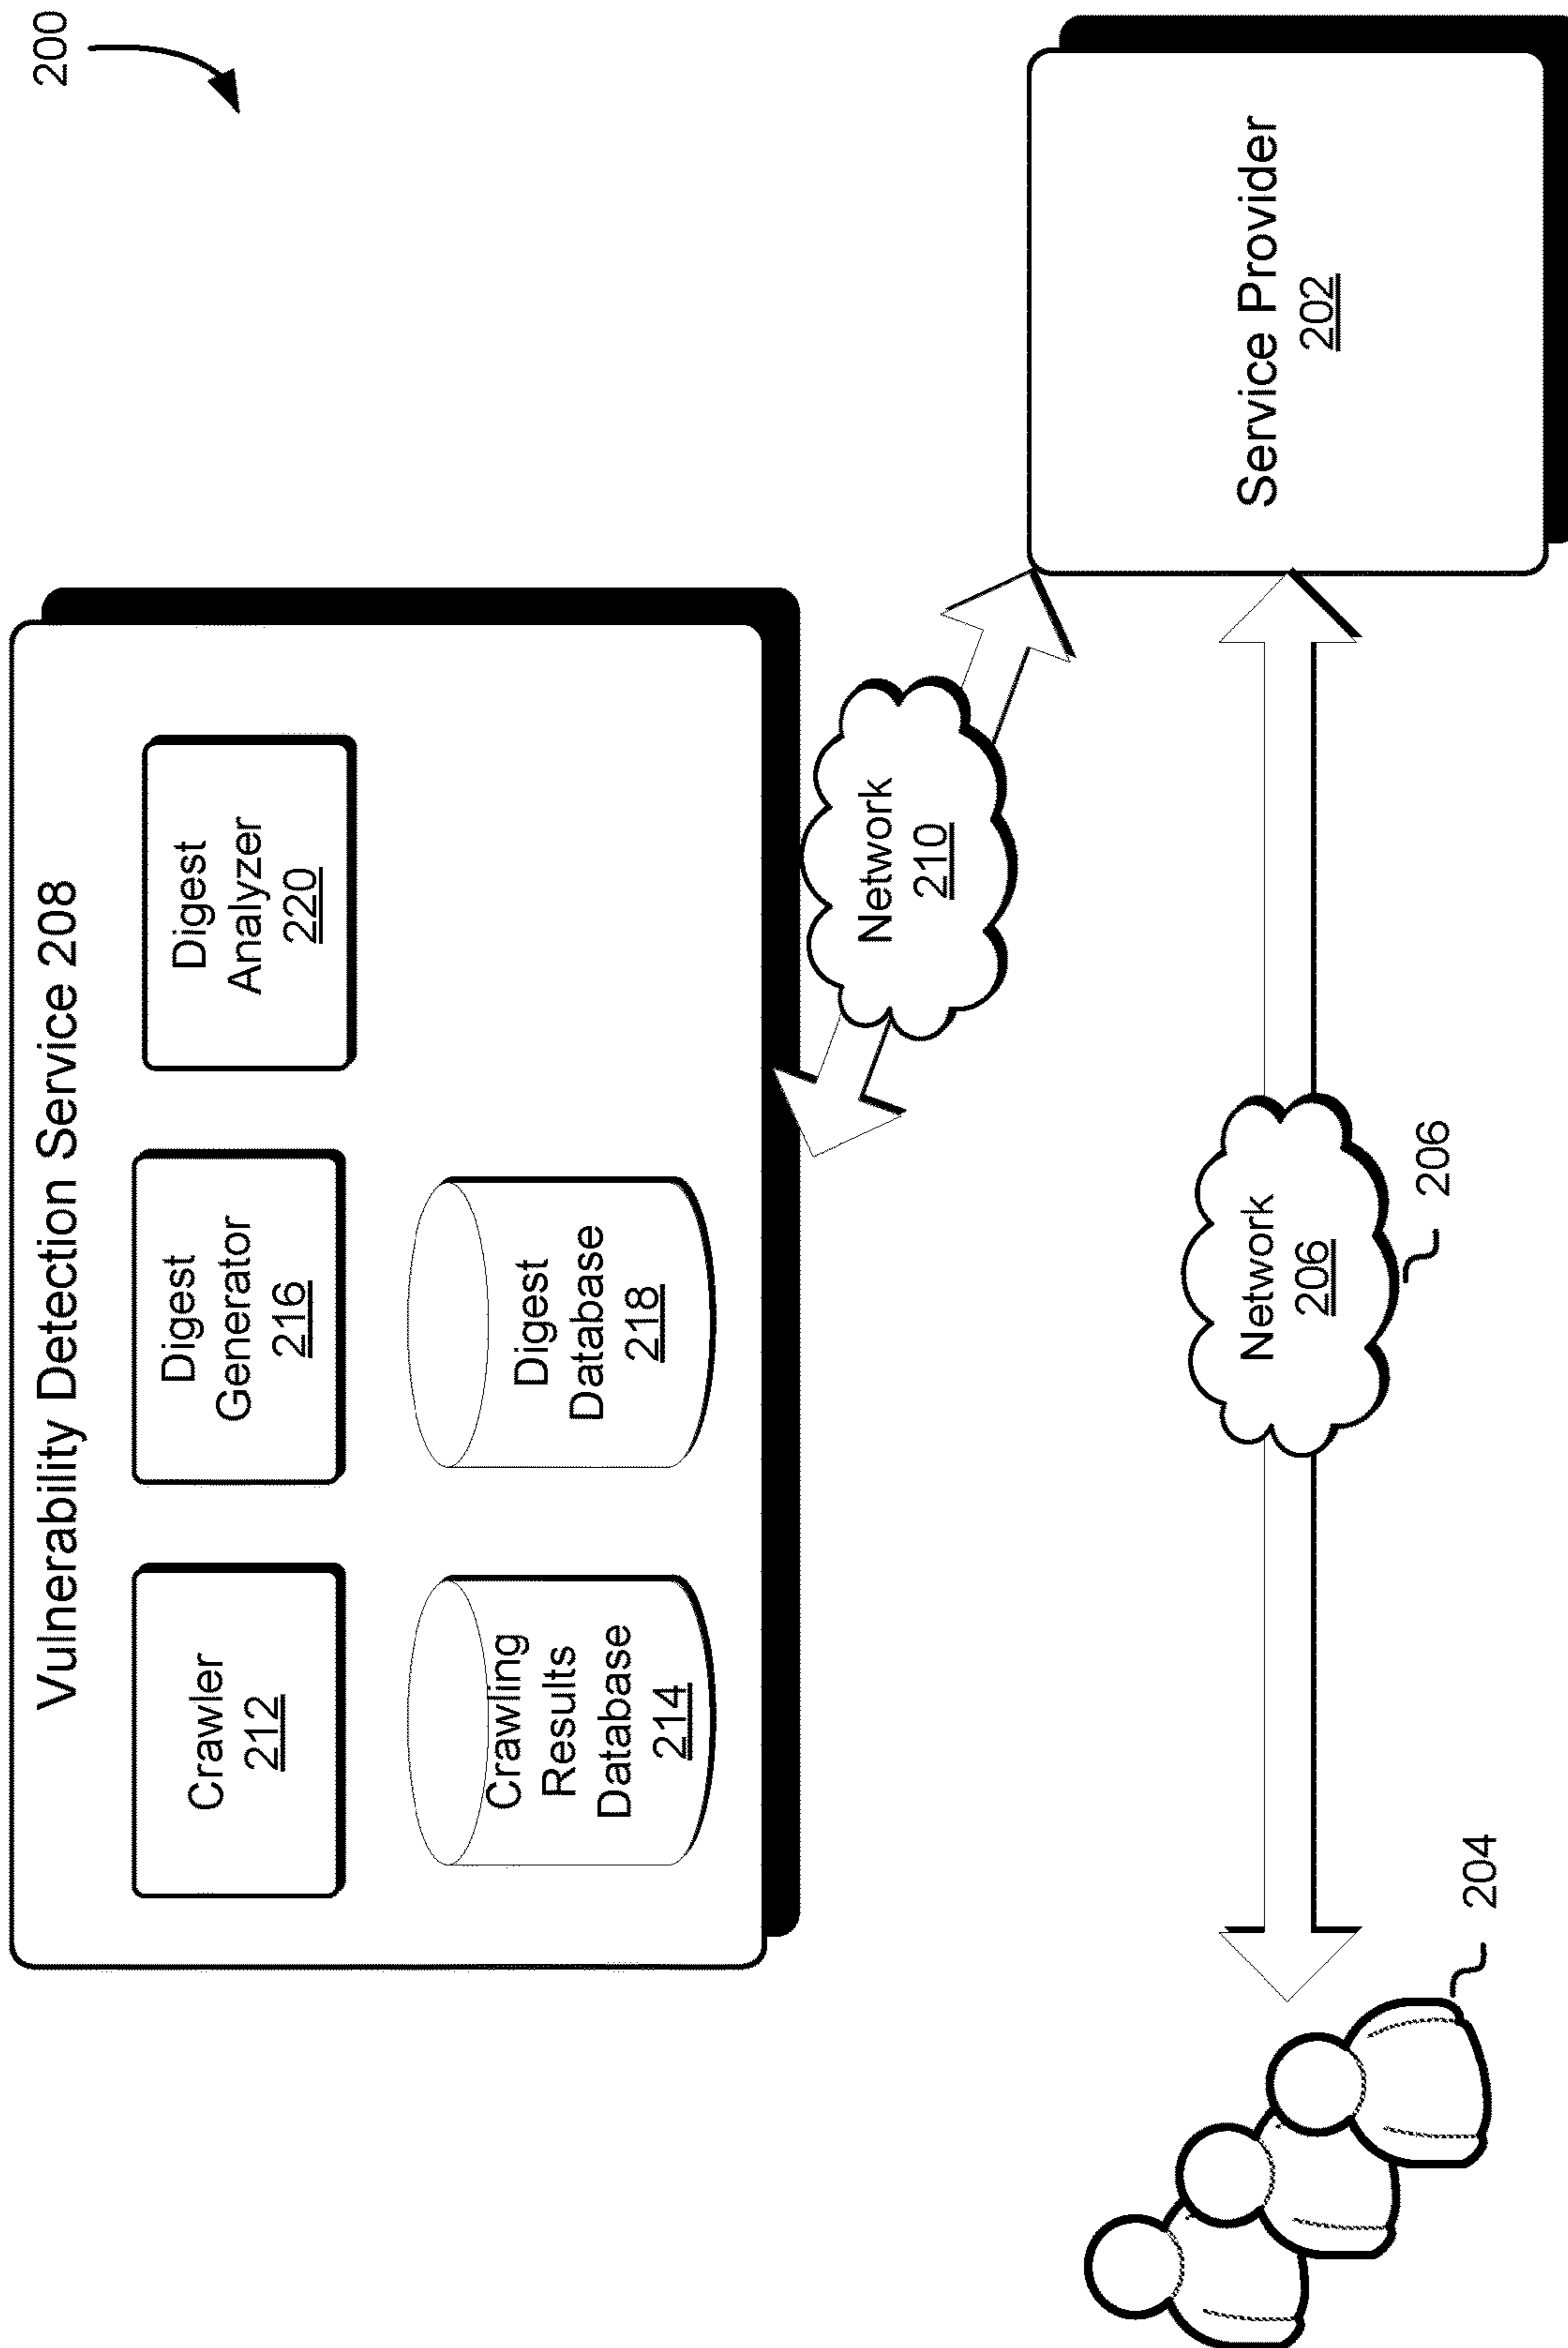 200
Vulnerability Detection Service 208
Crawler
212
Digest
Generator
216
Digest
Analyzer
220
Crawling
Results
Database
214
Digest
Database
218
Network
210
Network
206
206
204
Service Provider
202